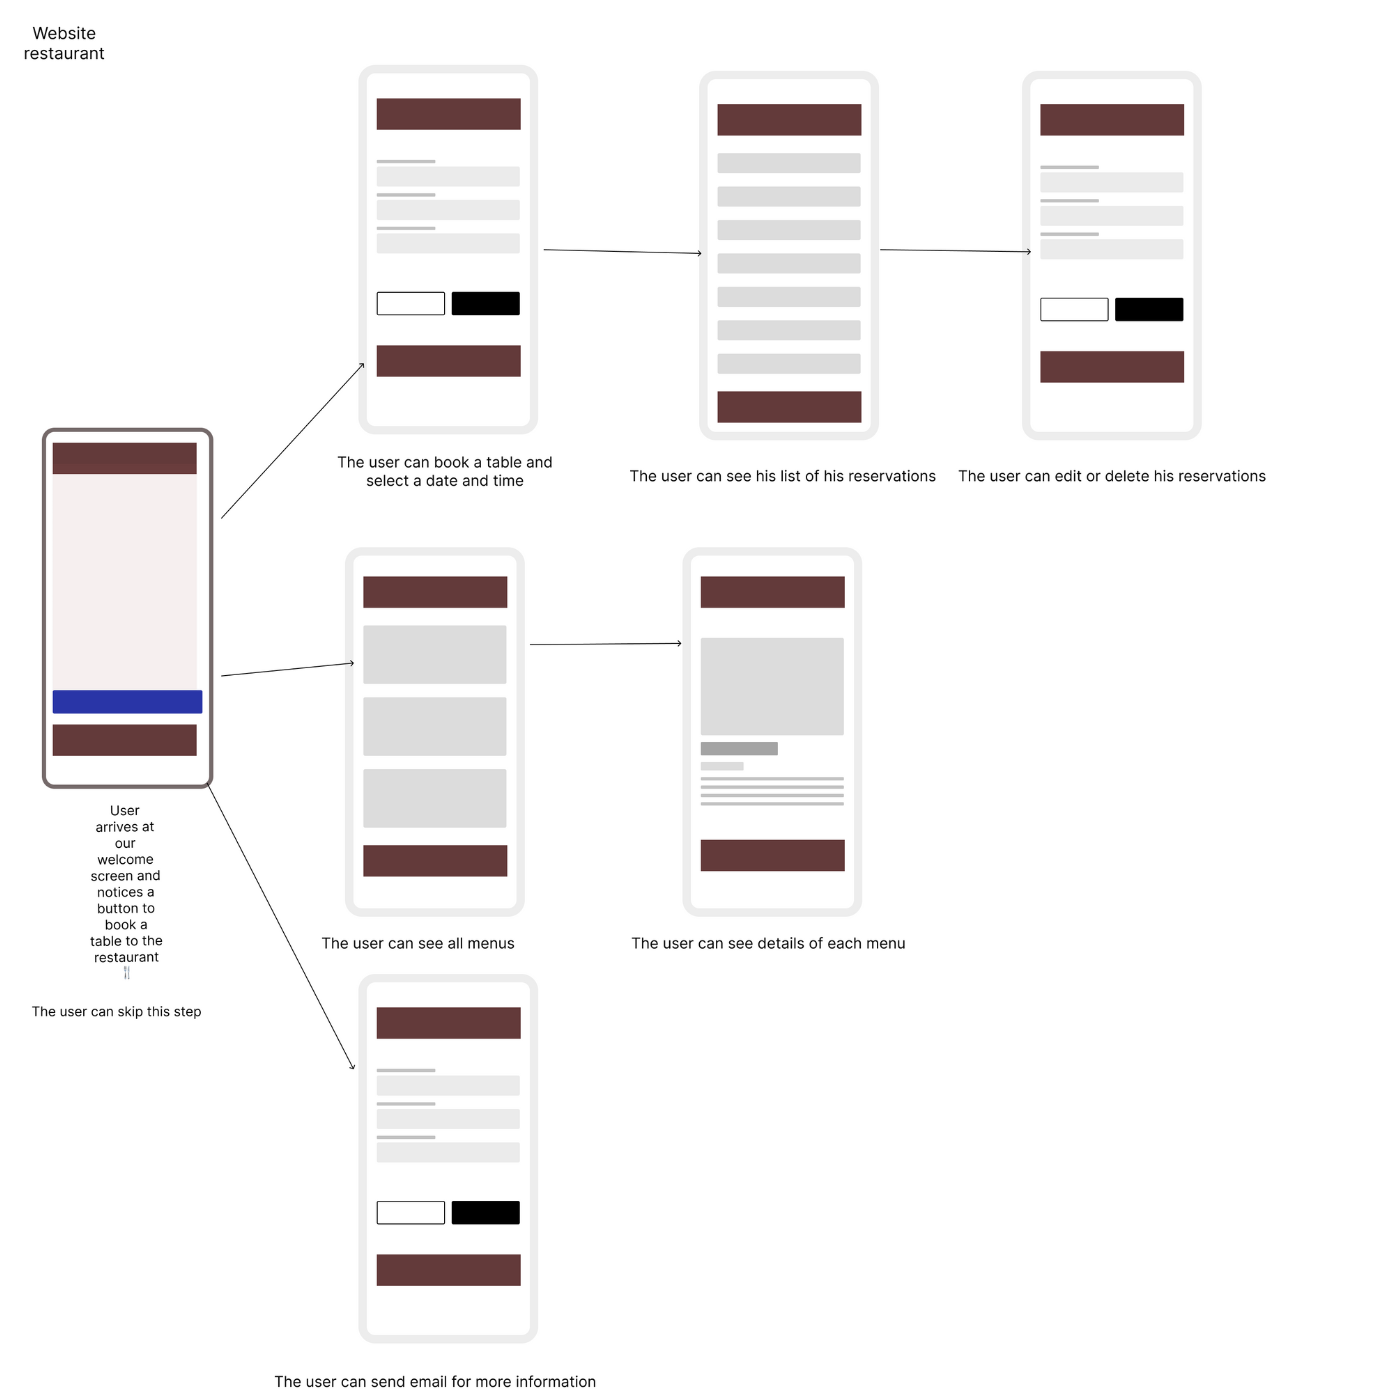 Website
restaurant
The user can book a table and
select a date and time
The user can see his list of his reservations
The user can edit or delete his reservations
User
arrives at
our
welcome
screen and
notices a
button to
book a
table to the
restaurant
🍴
The user can skip this step
The user can see all menus
The user can see details of each menu
The user can send email for more information